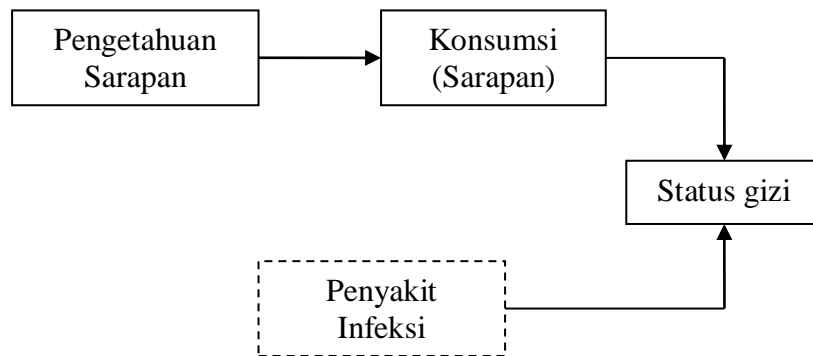 Pengetahuan
Sarapan
Konsumsi
(Sarapan)
Status gizi
Penyakit
Infeksi